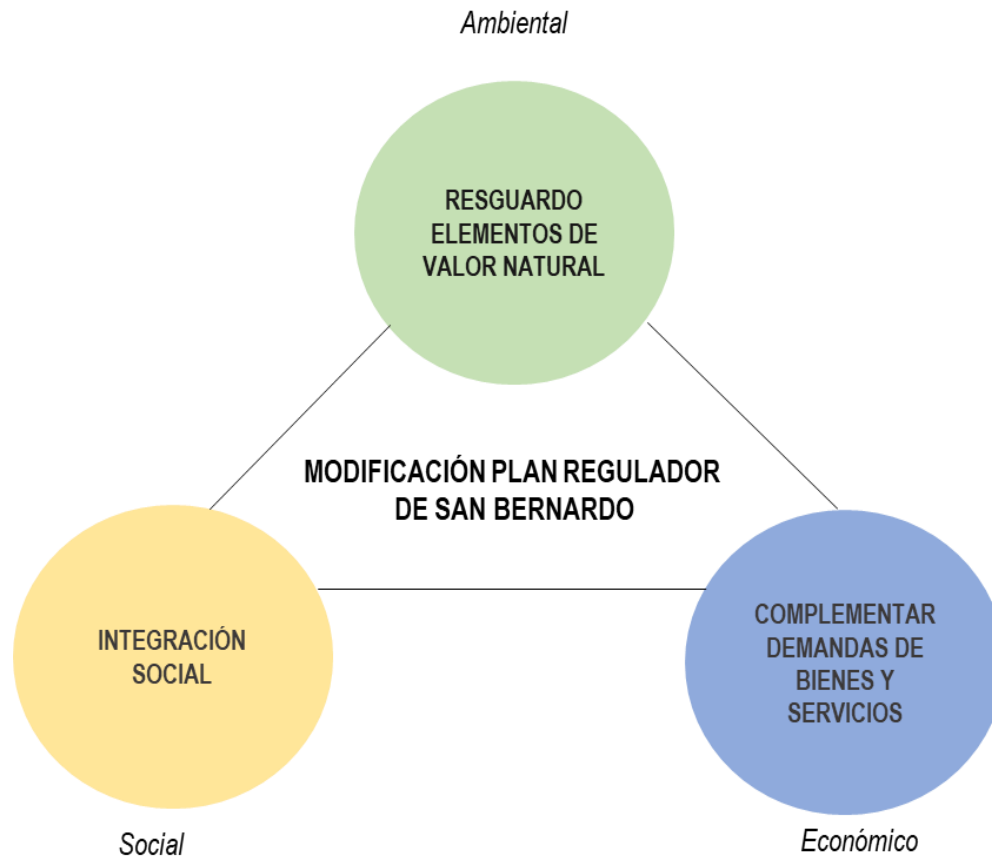 Ambiental
RESGUARDO
ELEMENTOS DE
VALOR NATURAL
MODIFICACIÓN PLAN REGULADOR
DE SAN BERNARDO
INTEGRACIÓN
SOCIAL
COMPLEMENTAR
DEMANDAS DE
BIENES Y
SERVICIOS
Social
Económico